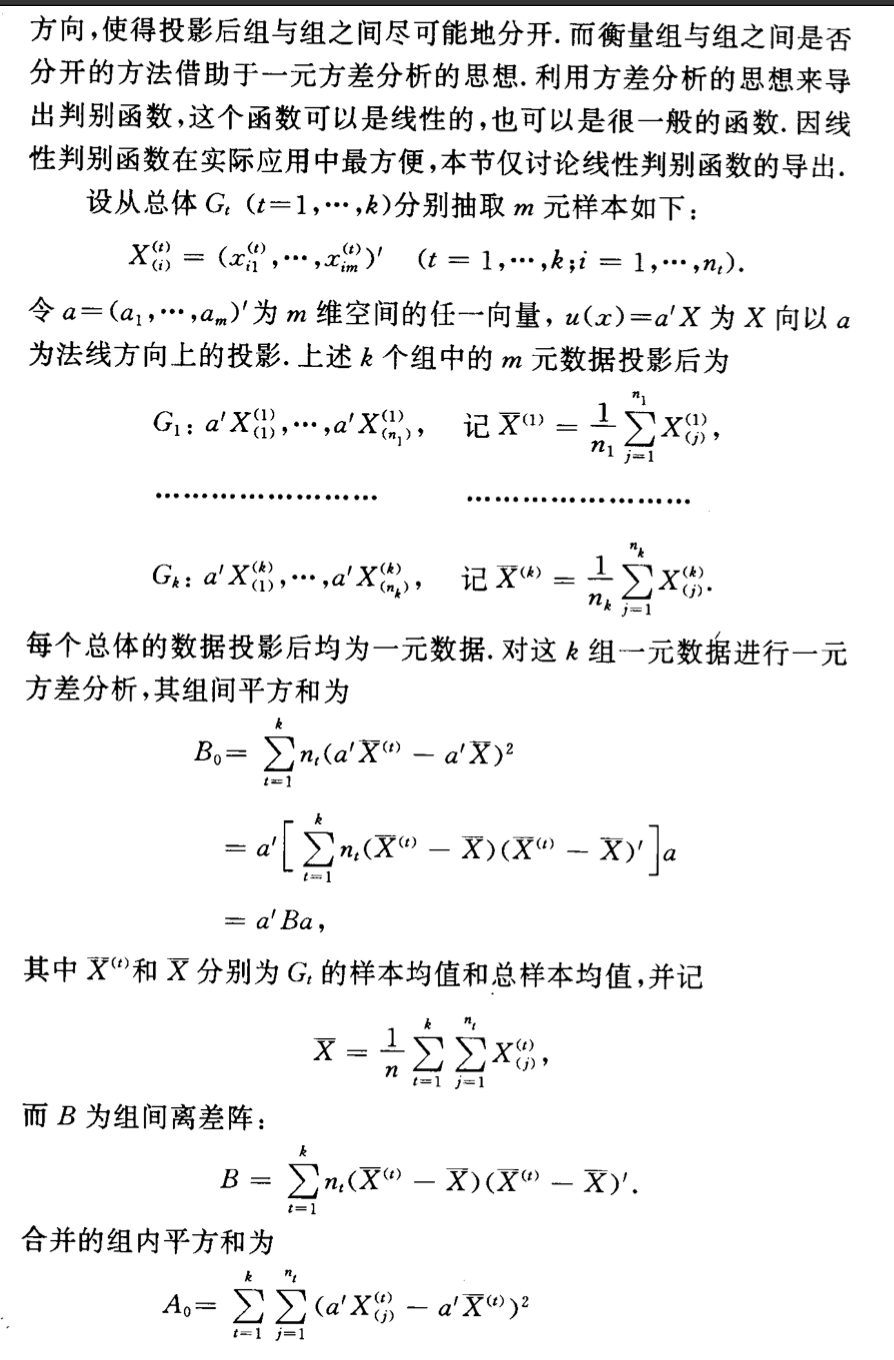 方向,使得投影后组与组之间尽可能地分开. 而衡量组与组之间是否
分开的方法借助于一元方差分析的思想. 利用方差分析的思想来导
出判别函数,这个函数可以是线性的,也可以是很一般的函数. 因线
性判别函数在实际应用中最方便,本节仅讨论线性判别函数的导出.
设从总体 $G_t$ ($t=1,\cdots,k$)分别抽取 $m$ 元样本如下:
$X_{(i)}^{(t)} = (x_{i1}^{(t)},\cdots,x_{im}^{(t)})'$ $(t = 1,\cdots,k; i = 1,\cdots,n_t).$
令 $a=(a_1,\cdots,a_m)'$为 $m$ 维空间的任一向量, $u(x)=a'X$ 为 $X$ 向以 $a$
为法线方向上的投影. 上述 $k$ 个组中的 $m$ 元数据投影后为
$G_1: a'X_{(1)}^{(1)},\cdots,a'X_{(n_1)}^{(1)},$ 记 $\overline{X}^{(1)} = \frac{1}{n_1}\sum_{j=1}^{n_1}X_{(j)}^{(1)},$
........................ ........................
$G_k: a'X_{(1)}^{(k)},\cdots,a'X_{(n_k)}^{(k)},$ 记 $\overline{X}^{(k)} = \frac{1}{n_k}\sum_{j=1}^{n_k}X_{(j)}^{(k)}.$
每个总体的数据投影后均为一元数据. 对这 $k$ 组一元数据进行一元
方差分析,其组间平方和为
$B_0 = \sum_{t=1}^{k}n_t(a'\overline{X}^{(t)} - a'\overline{X})^2$
$= a'\left[\sum_{t=1}^{k}n_t(\overline{X}^{(t)} - \overline{X})(\overline{X}^{(t)} - \overline{X})'\right]a$
$= a'Ba,$
其中 $\overline{X}^{(t)}$和 $\overline{X}$ 分别为 $G_t$ 的样本均值和总样本均值,并记
$\overline{X} = \frac{1}{n}\sum_{t=1}^{k}\sum_{j=1}^{n_t}X_{(j)}^{(t)},$
而 $B$ 为组间离差阵:
$B = \sum_{t=1}^{k}n_t(\overline{X}^{(t)} - \overline{X})(\overline{X}^{(t)} - \overline{X})'.$
合并的组内平方和为
$A_0 = \sum_{t=1}^{k}\sum_{j=1}^{n_t}(a'X_{(j)}^{(t)} - a'\overline{X}^{(t)})^2$